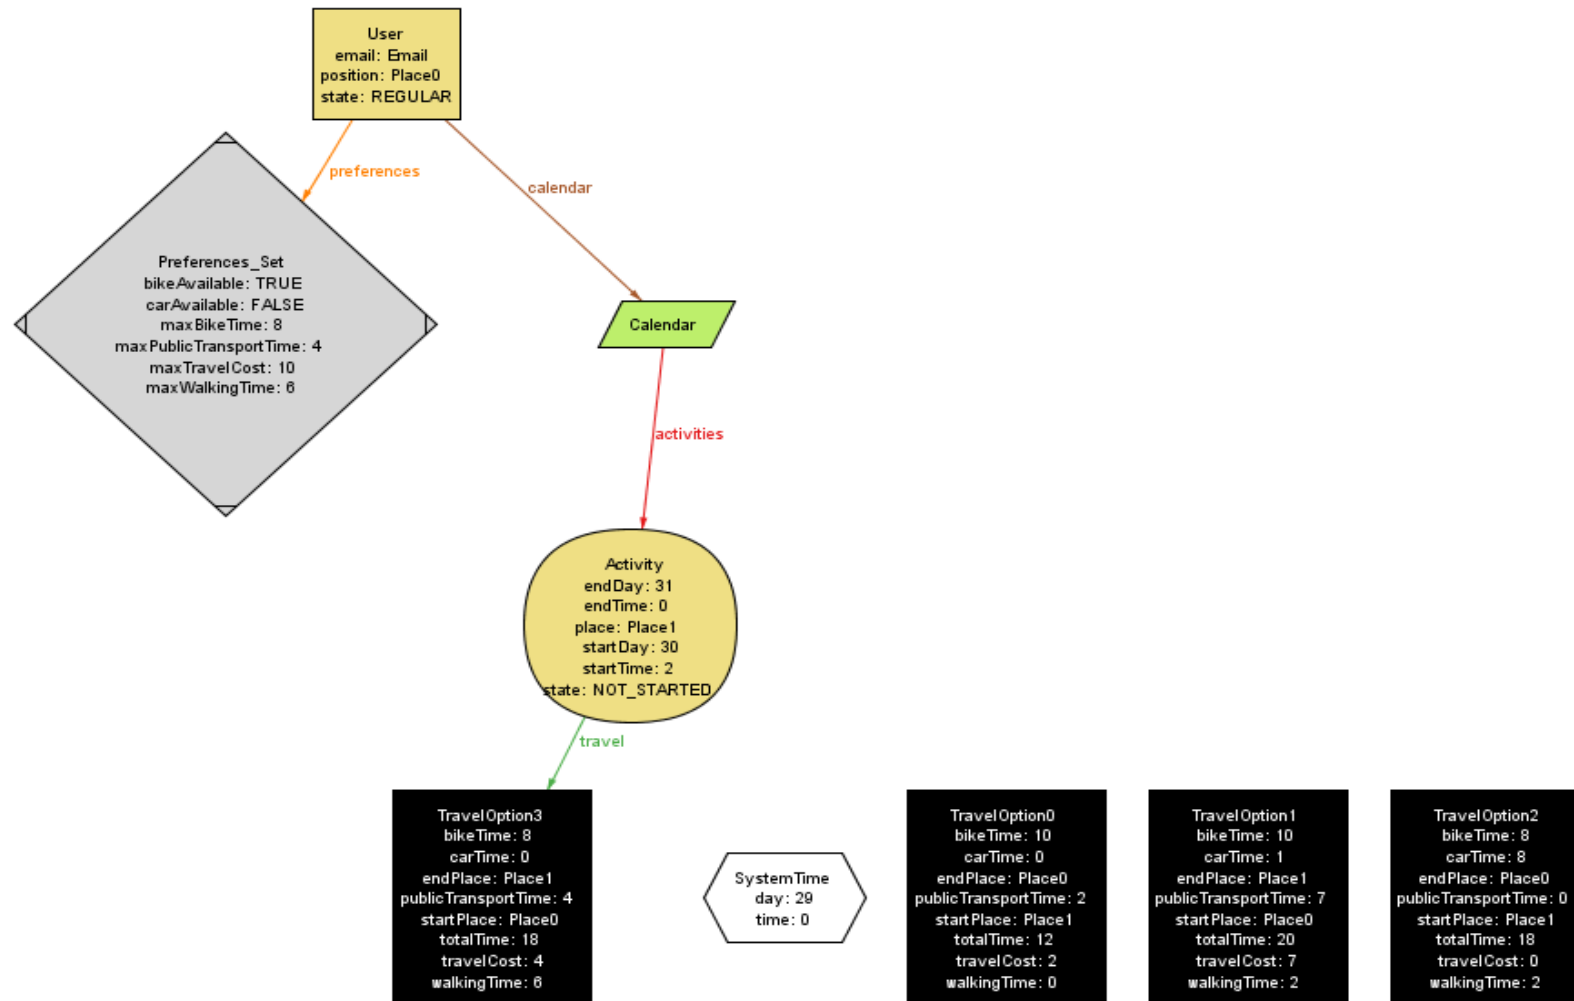 User
email: Email
position: Place0
state: REGULAR
preferences
calendar
Preferences_Set
bikeAvailable: TRUE
carAvailable: FALSE
maxBikeTime: 8
maxPublicTransportTime: 4
maxTravelCost: 10
maxWalkingTime: 6
Calendar
activities
Activity
endDay: 31
endTime: 0
place: Place1
startDay: 30
startTime: 2
state: NOT_STARTED
travel
TravelOption3
bikeTime: 8
carTime: 0
endPlace: Place1
publicTransportTime: 4
startPlace: Place0
totalTime: 18
travelCost: 4
walkingTime: 6
SystemTime
day: 29
time: 0
TravelOption0
bikeTime: 10
carTime: 0
endPlace: Place0
publicTransportTime: 2
startPlace: Place1
totalTime: 12
travelCost: 2
walkingTime: 0
TravelOption1
bikeTime: 10
carTime: 1
endPlace: Place1
publicTransportTime: 7
startPlace: Place0
totalTime: 20
travelCost: 7
walkingTime: 2
TravelOption2
bikeTime: 8
carTime: 8
endPlace: Place0
publicTransportTime: 0
startPlace: Place1
totalTime: 18
travelCost: 0
walkingTime: 2